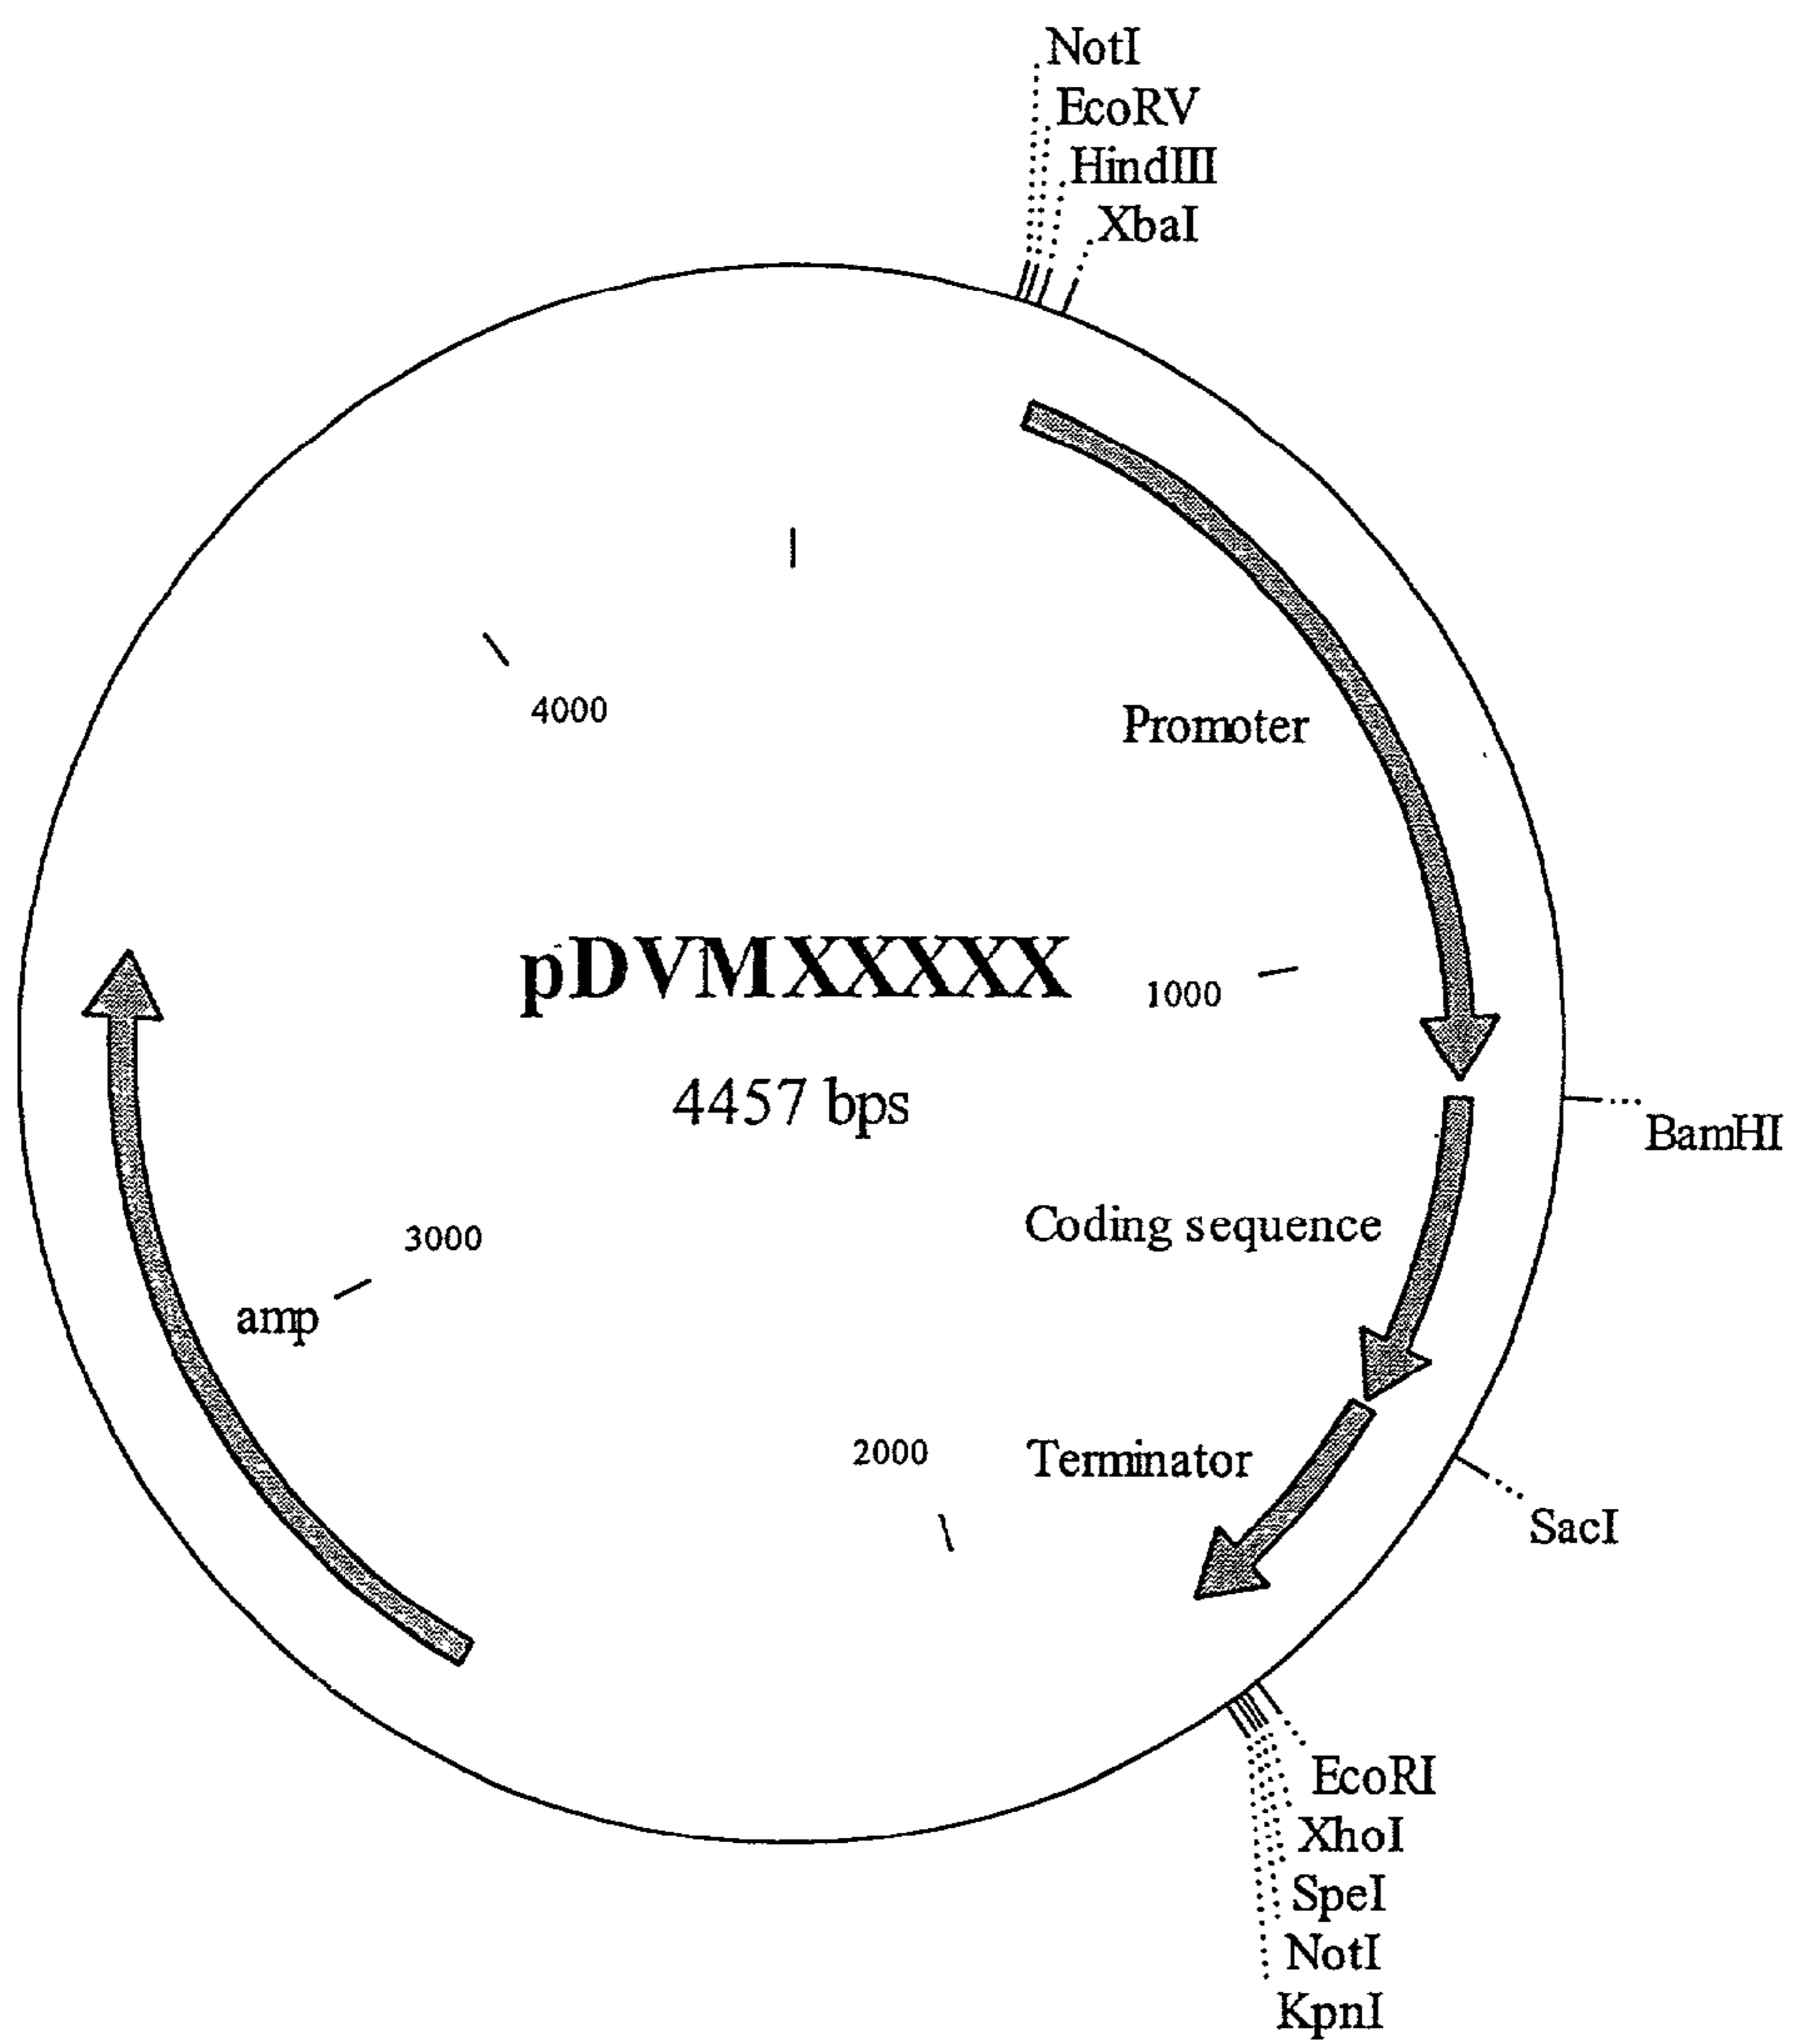 NotI
EcoRV
HindIII
XbaI
4000
Promoter
pDVMXXXXX
1000
4457 bps
BamHI
Coding sequence
3000
amp
2000
Terminator
SacI
EcoRI
XhoI
SpeI
NotI
KpnI